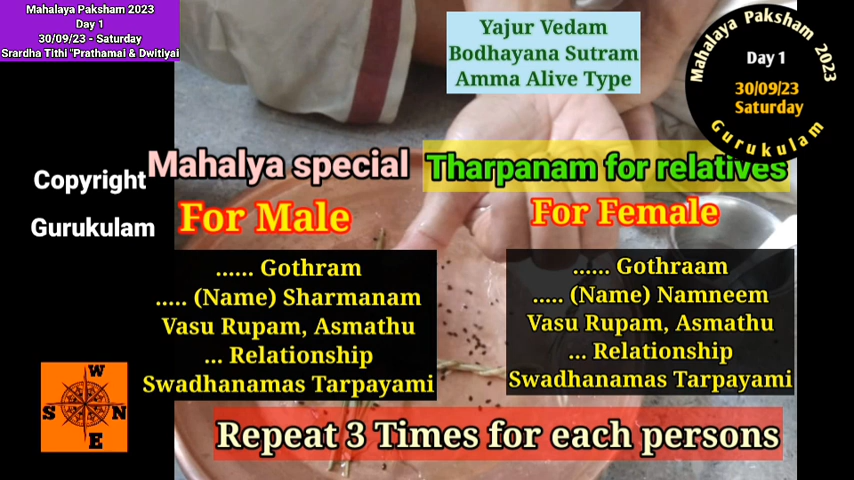 Mahalaya Paksham 2023
Day 1
30/09/23 - Saturday
Srardha Tithi "Prathamai & Dwitiyai
Yajur Vedam
Bodhayana Sutram
Amma Alive Type
Mahalaya Paksham 2023
Day 1
30/09/23
Saturday
Gurukulam
Copyright
Gurukulam
Mahalya special
Tharpanam for relatives
For Male
For Female
...... Gothram
..... (Name) Sharmanam
Vasu Rupam, Asmathu
... Relationship
Swadhanamas Tarpayami
...... Gothraam
..... (Name) Namneem
Vasu Rupam, Asmathu
... Relationship
Swadhanamas Tarpayami
W
S N
E
Repeat 3 Times for each persons